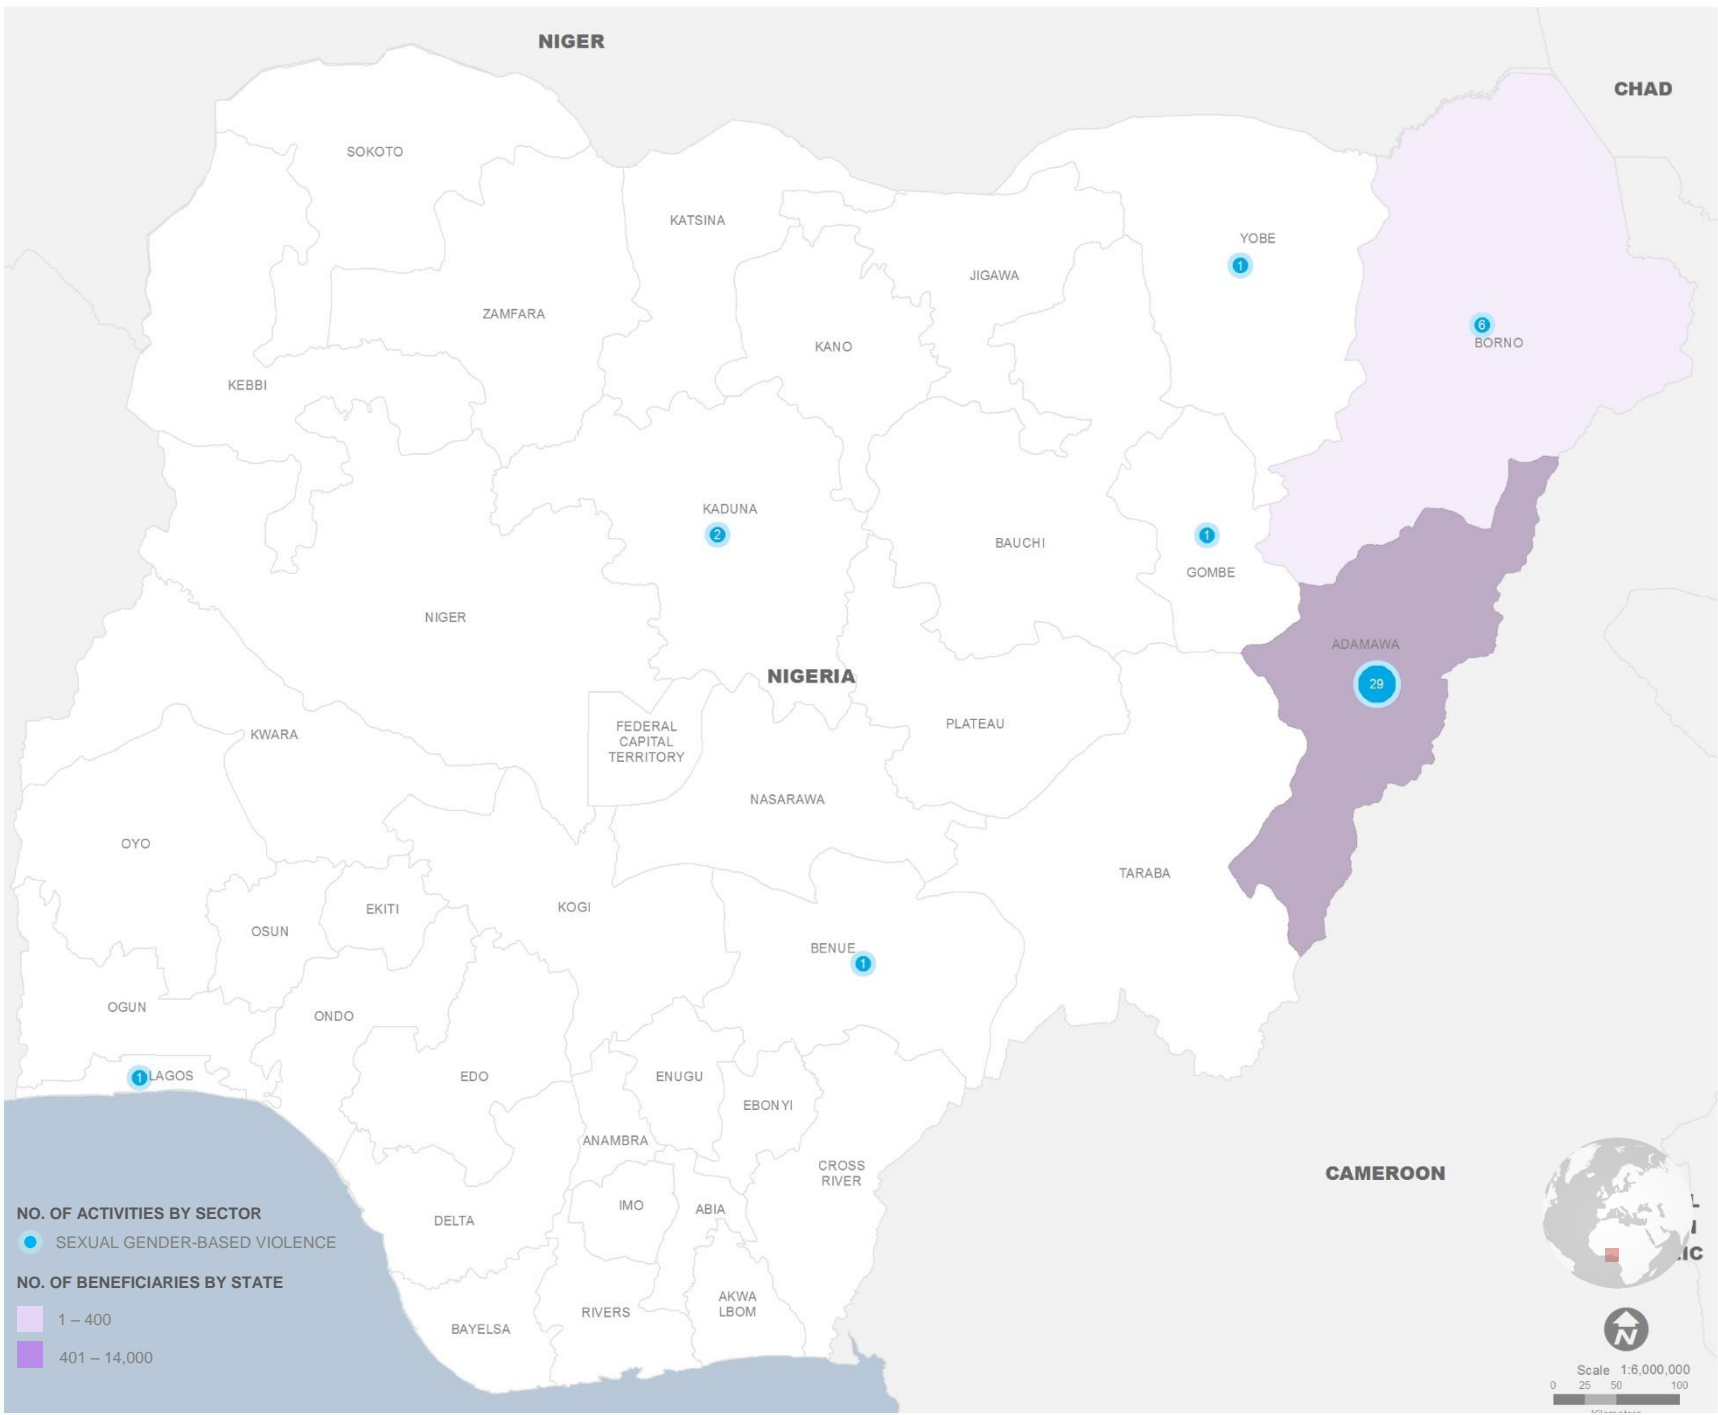 NIGER
CHAD
SOKOTO
KATSINA
YOBE
1
JIGAWA
ZAMFARA
6
BORNO
KANO
KEBBI
KADUNA
2
BAUCHI
1
GOMBE
NIGER
ADAMAWA
29
NIGERIA
PLATEAU
FEDERAL
CAPITAL
TERRITORY
KWARA
NASARAWA
OYO
TARABA
KOGI
EKITI
OSUN
BENUE
1
OGUN
ONDO
1
LAGOS
EDO
ENUGU
EBONYI
ANAMBRA
CROSS
RIVER
CAMEROON
IMO
ABIA
DELTA
AKWA
LBOM
RIVERS
BAYELSA
NO. OF ACTIVITIES BY SECTOR
SEXUAL GENDER-BASED VIOLENCE
NO. OF BENEFICIARIES BY STATE
1 – 400
401 – 14,000
L
IC
N
Scale 1:6,000,000
0 25 50 100